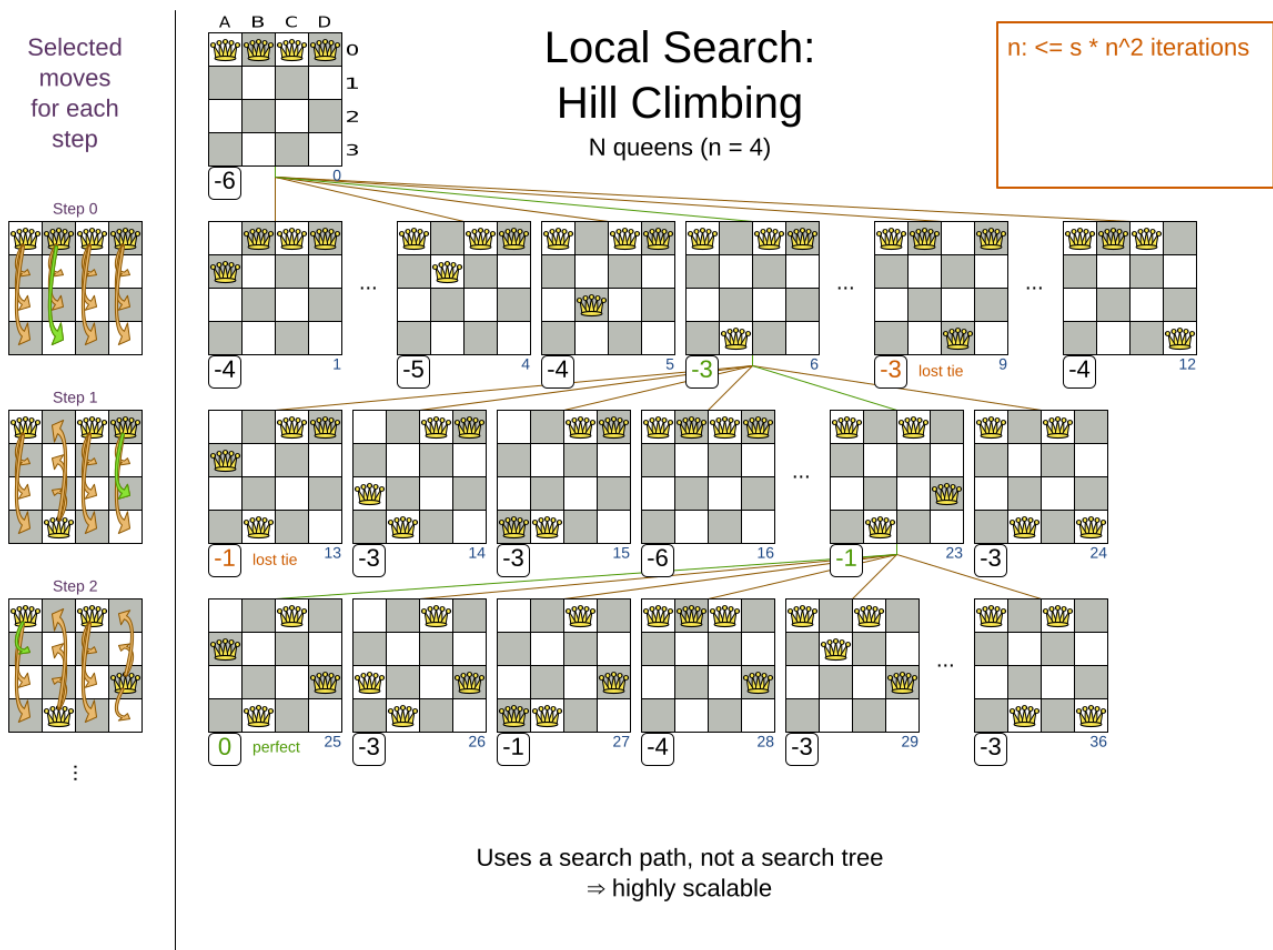 Selected
moves
for each
step
A B C D
0
1
2
3
-6
0
Local Search:
Hill Climbing
N queens (n = 4)
n: <= s * n^2 iterations
Step 0
...
...
...
-4
1
-5
4
-4
5
-3
6
-3
lost tie
9
-4
12
Step 1
...
-1
lost tie
13
-3
14
-3
15
-6
16
-1
23
-3
24
Step 2
...
0
perfect
25
-3
26
-1
27
-4
28
-3
29
-3
36
...
Uses a search path, not a search tree
⇒ highly scalable